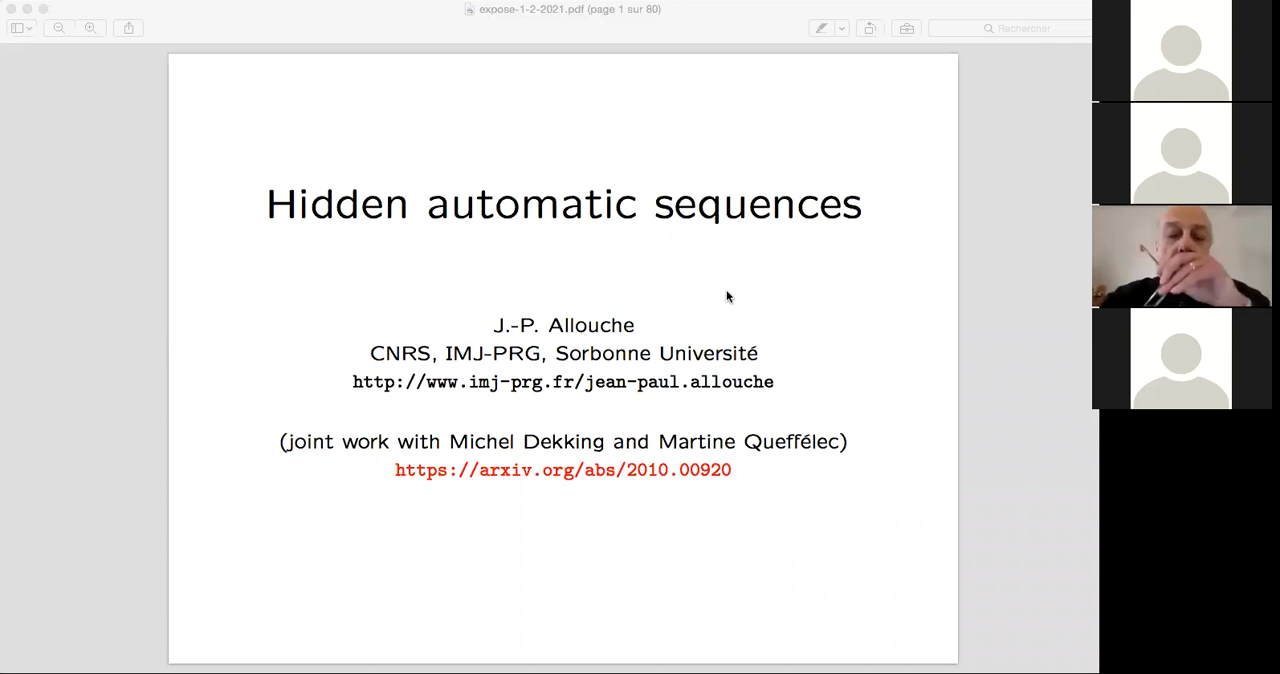 expose-1-2-2021.pdf (page 1 sur 80)
Rechercher
Hidden automatic sequences
J.-P. Allouche
CNRS, IMJ-PRG, Sorbonne Université
http://www.imj-prg.fr/jean-paul.allouche
(joint work with Michel Dekking and Martine Queffélec)
https://arxiv.org/abs/2010.00920